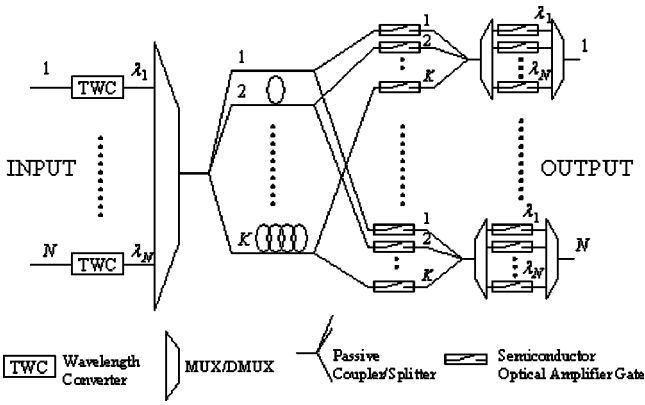 1
TWC
λ1
INPUT
N
TWC
λN
1
2
K
1
2
K
λ1
λN
1
OUTPUT
1
2
K
λ1
λN
N
TWC
Wavelength
Converter
MUX/DMUX
Passive
Coupler/Splitter
Semiconductor
Optical Amplifier Gate